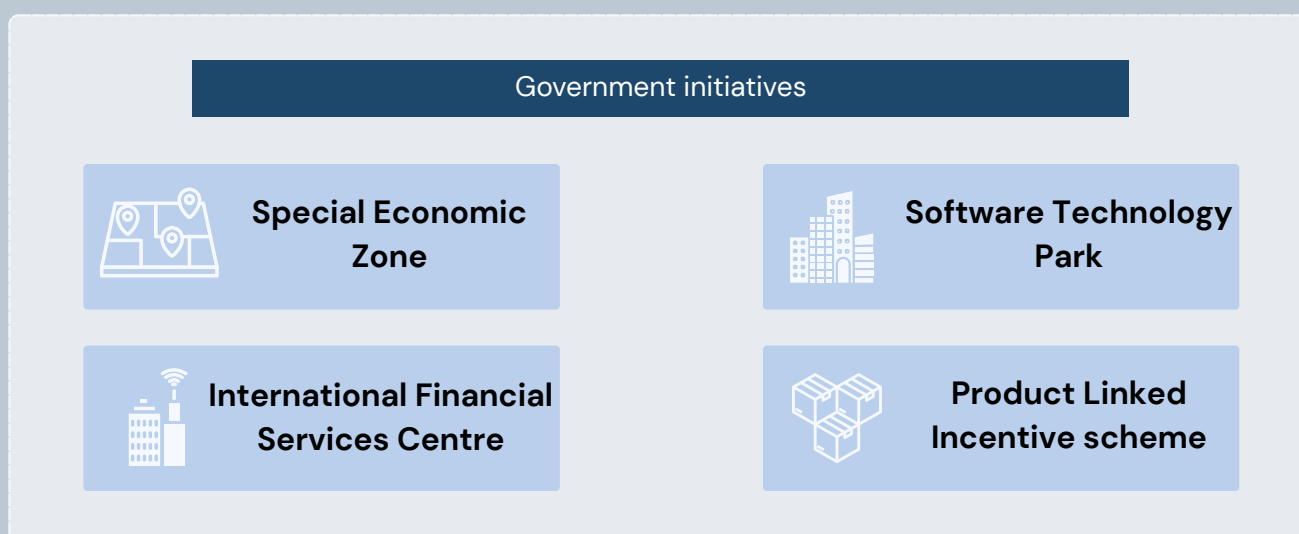 Government initiatives
Special Economic
Zone
Software Technology
Park
International Financial
Services Centre
Product Linked
Incentive scheme